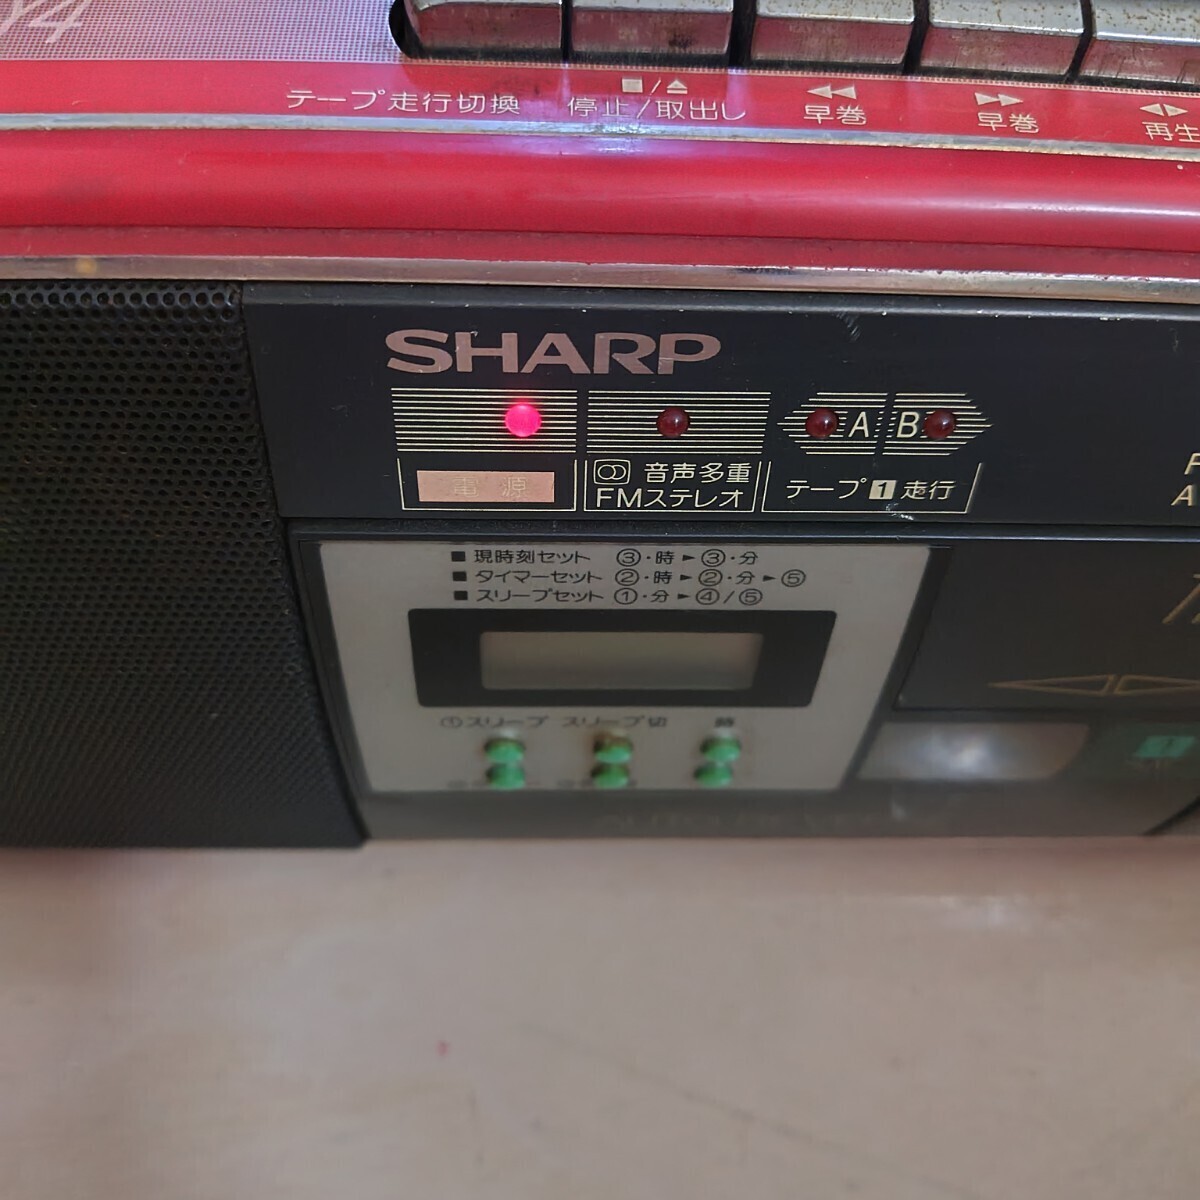 テープ走行切換 ■/▲ 停止/取出し
◀◀ 早巻
▶▶ 早巻
◀▶ 再生
SHARP
A B
電源
音声多重
FMステレオ
テープ1走行
■ 現時刻セット ③・時▶③・分
■ タイマーセット ②・時▶②・分▶⑤
■ スリープセット ①・分▶④/⑤
①スリープ スリープ切 時